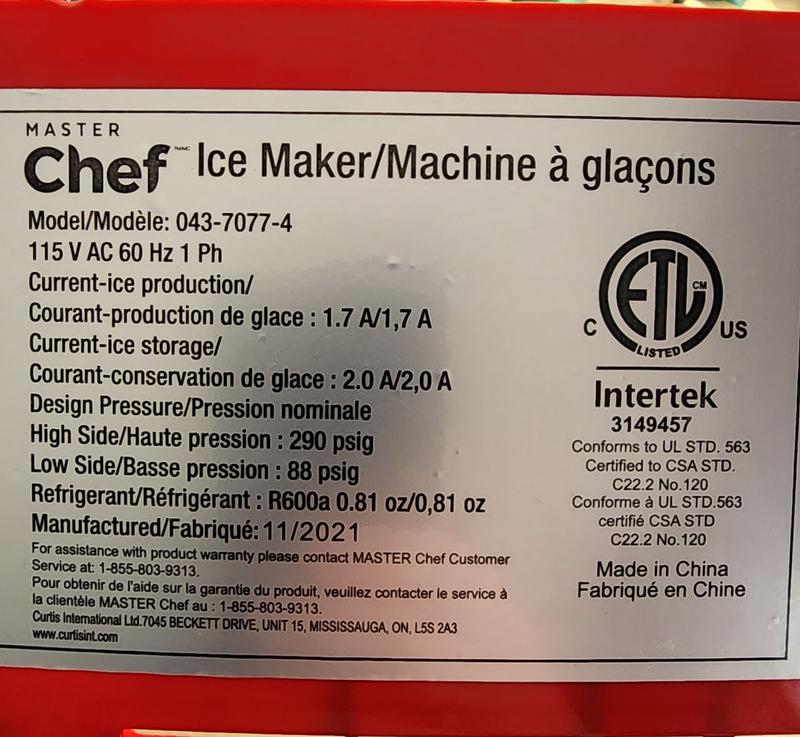 MASTER
Chef Ice Maker/Machine à glaçons
Model/Modèle: 043-7077-4
115 V AC 60 Hz 1 Ph
Current-ice production/
Courant-production de glace : 1.7 A/1,7 A
Current-ice storage/
Courant-conservation de glace : 2.0 A/2,0 A
Design Pressure/Pression nominale
High Side/Haute pression : 290 psig
Low Side/Basse pression : 88 psig
Refrigerant/Réfrigérant : R600a 0.81 oz/0,81 oz
Manufactured/Fabriqué: 11/2021
For assistance with product warranty please contact MASTER Chef Customer
Service at: 1-855-803-9313.
Pour obtenir de l'aide sur la garantie du produit, veuillez contacter le service à
la clientèle MASTER Chef au : 1-855-803-9313.
Curtis International Ltd.7045 BECKETT DRIVE, UNIT 15, MISSISSAUGA, ON, L5S 2A3
www.curtisint.com
ETL CM
C US
LISTED
Intertek
3149457
Conforms to UL STD. 563
Certified to CSA STD.
C22.2 No.120
Conforme à UL STD.563
certifié CSA STD
C22.2 No.120
Made in China
Fabriqué en Chine